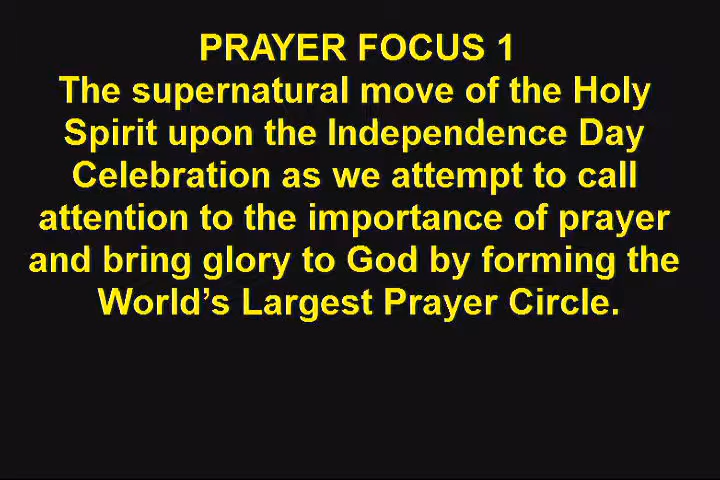 PRAYER FOCUS 1
The supernatural move of the Holy
Spirit upon the Independence Day
Celebration as we attempt to call
attention to the importance of prayer
and bring glory to God by forming the
World’s Largest Prayer Circle.